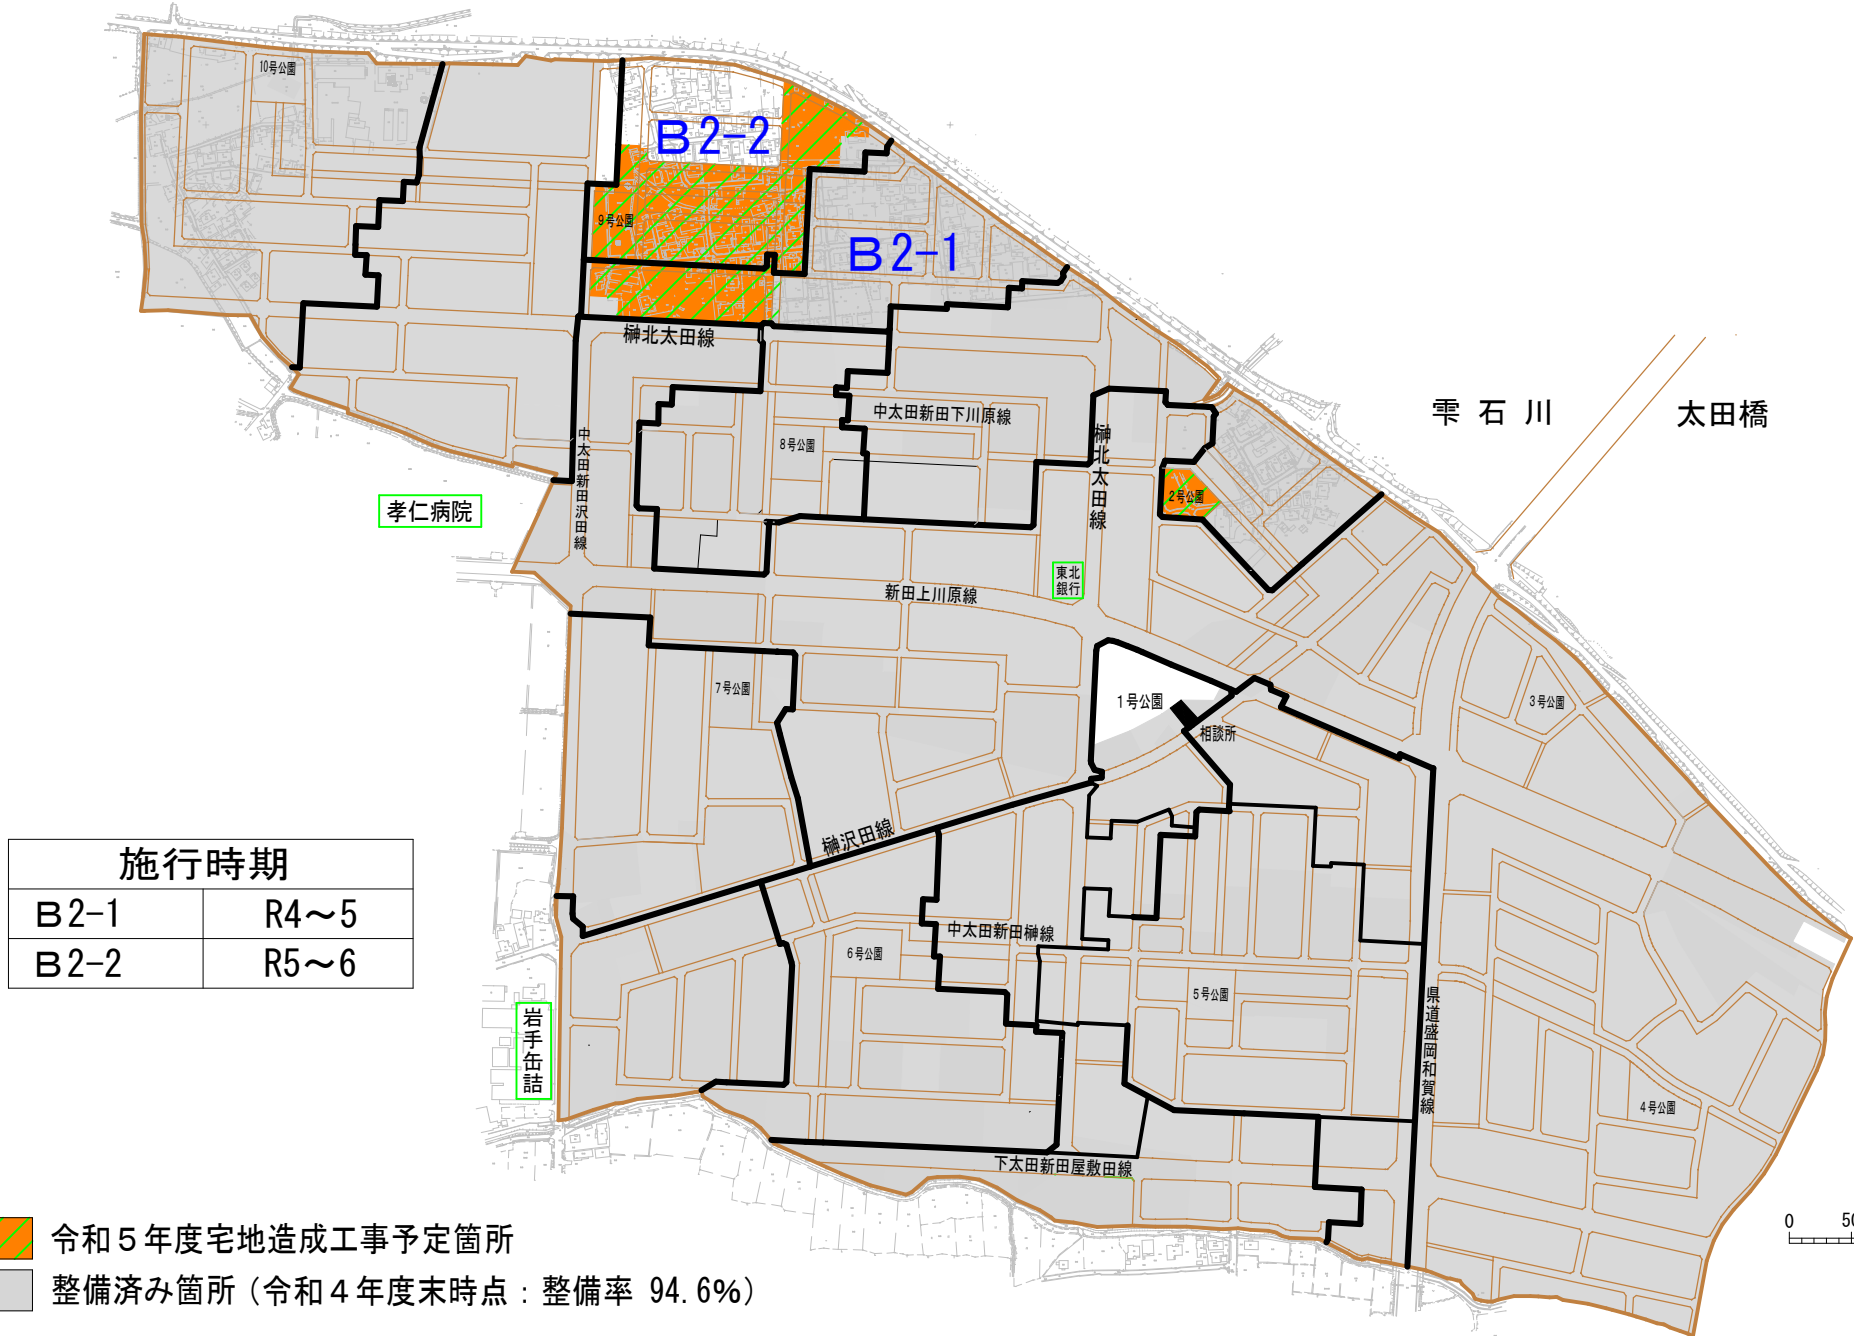 10号公園
B2-2
9号公園
B2-1
榊北太田線
中太田新田下川原線
8号公園
中太田新田沢田線
榊北太田線
2号公園
雫石川
太田橋
孝仁病院
東北
銀行
新田上川原線
7号公園
1号公園
相談所
3号公園
榊沢田線
施行時期
B2-1 R4～5
B2-2 R5～6
中太田新田榊線
6号公園
5号公園
県道盛岡和賀線
岩手缶詰
4号公園
下太田新田屋敷田線
令和５年度宅地造成工事予定箇所
整備済み箇所（令和４年度末時点：整備率 94.6%）
0 50